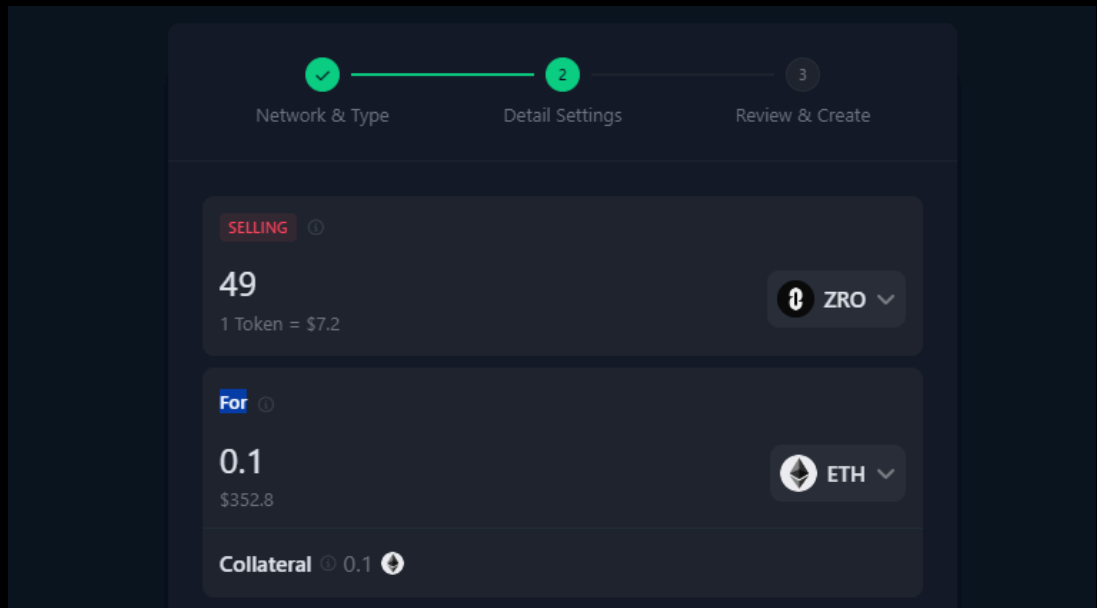 2
3
Network & Type
Detail Settings
Review & Create
SELLING
49
ZRO
1 Token = $7.2
For
0.1
ETH
$352.8
Collateral 0.1